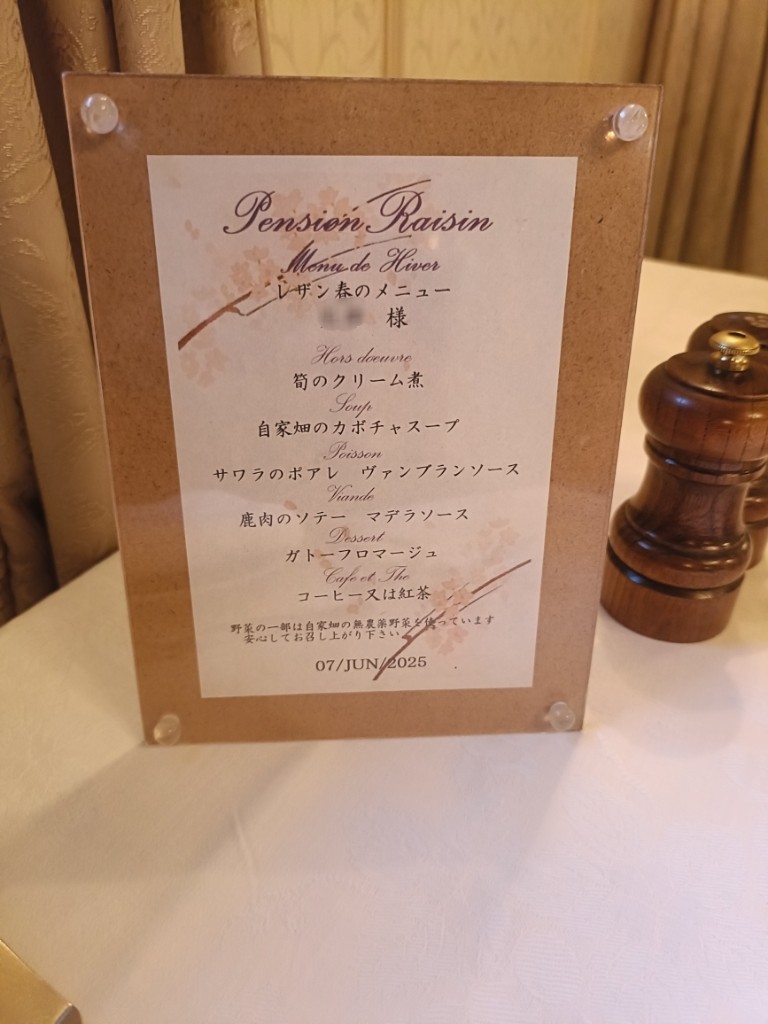 Pension Raisin
Menu de Hiver
レザン春のメニュー
様
Hors doeuvre
筍のクリーム煮
Soup
自家畑のカボチャスープ
Poisson
サワラのポアレ　ヴァンブランソース
Viande
鹿肉のソテー　マデラソース
Dessert
ガトーフロマージュ
Cafe et The
コーヒー又は紅茶
野菜の一部は自家畑の無農薬野菜を使っています
安心してお召し上がり下さい
07/JUN/2025